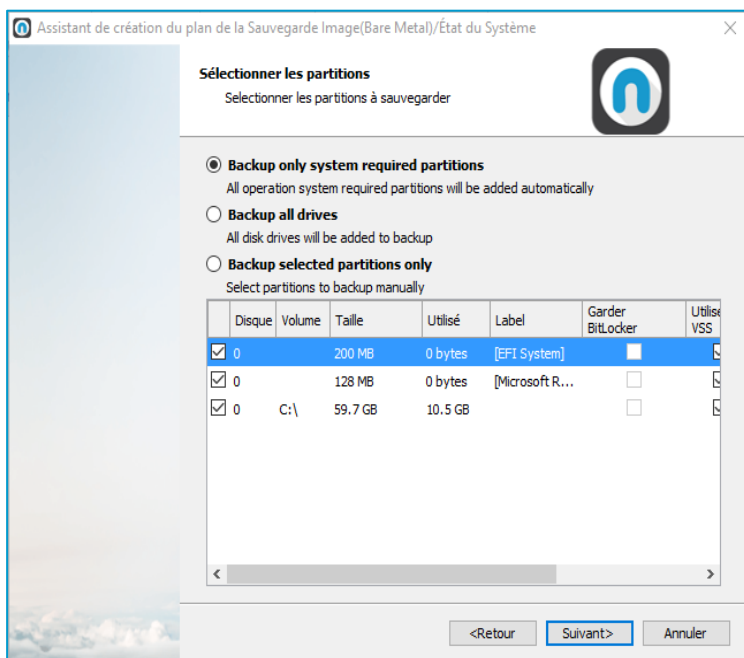 Assistant de création du plan de la Sauvegarde Image(Bare Metal)/État du Système
Sélectionner les partitions
Selectionner les partitions à sauvegarder
Backup only system required partitions
All operation system required partitions will be added automatically
Backup all drives
All disk drives will be added to backup
Backup selected partitions only
Select partitions to backup manually
Disque Volume Taille Utilisé Label Garder BitLocker Utilise VSS
0 200 MB 0 bytes [EFI System]
0 128 MB 0 bytes [Microsoft R...
0 C:\ 59.7 GB 10.5 GB
<Retour Suivant> Annuler